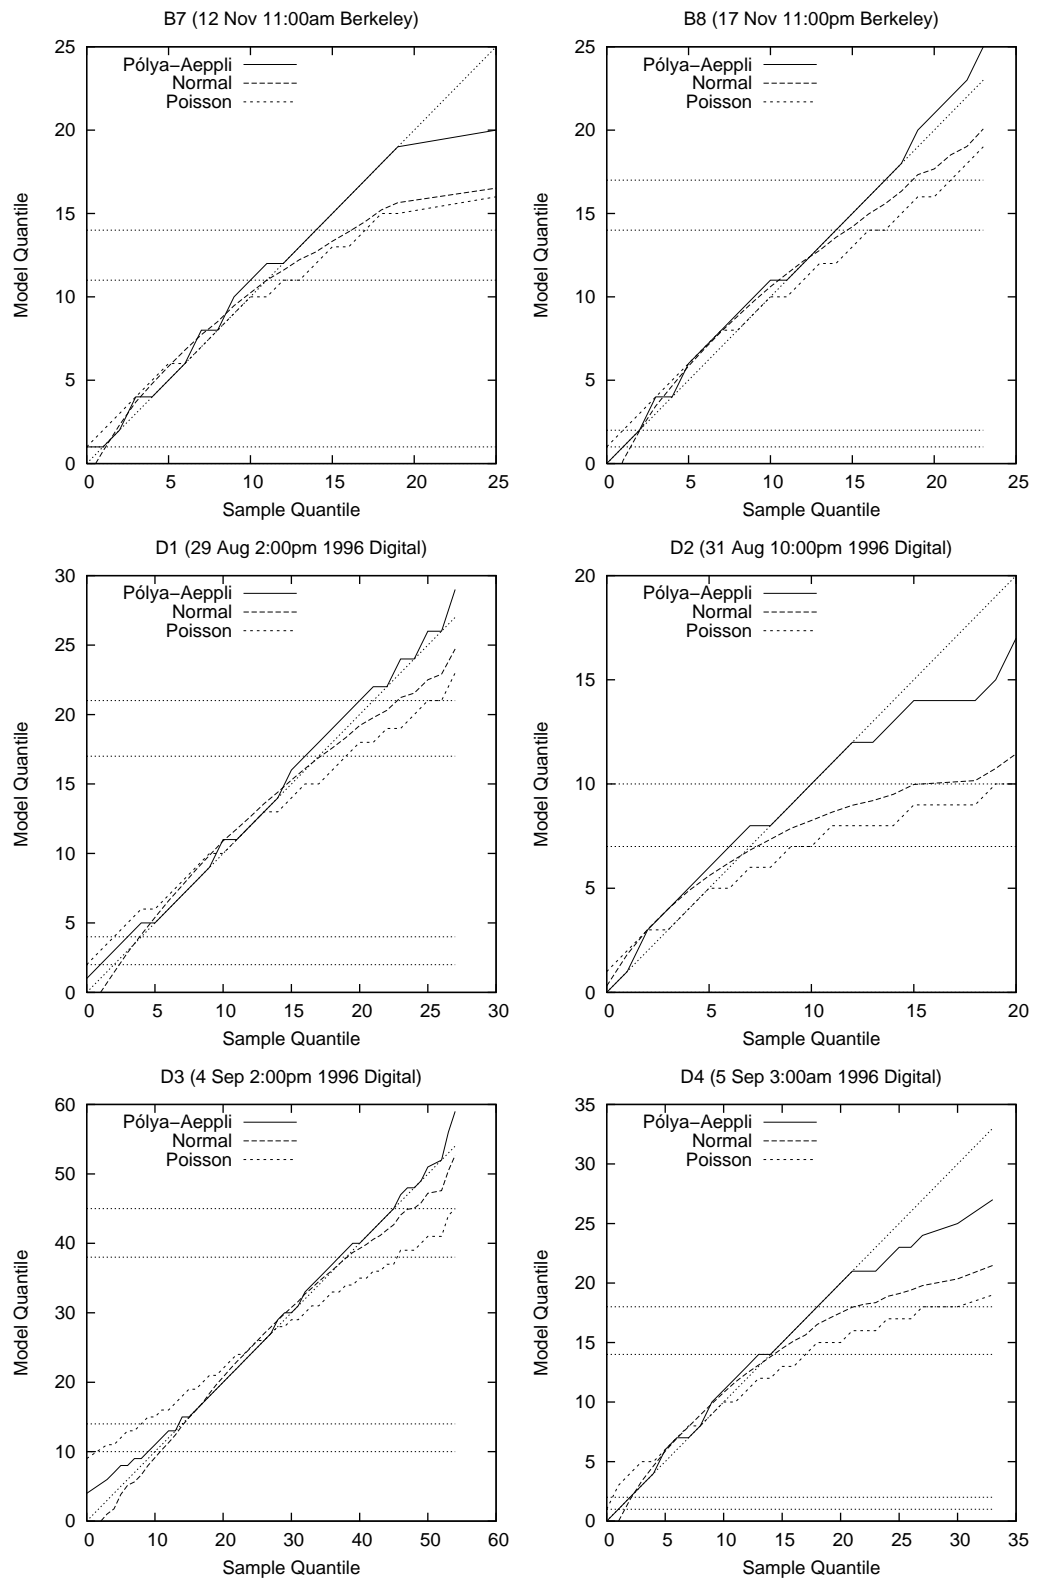 B7 (12 Nov 11:00am Berkeley)
Pólya−Aeppli
Normal
Poisson
25
20
15
10
5
0
Model Quantile
0 5 10 15 20 25
Sample Quantile
B8 (17 Nov 11:00pm Berkeley)
Pólya−Aeppli
Normal
Poisson
25
20
15
10
5
0
Model Quantile
0 5 10 15 20 25
Sample Quantile
D1 (29 Aug 2:00pm 1996 Digital)
Pólya−Aeppli
Normal
Poisson
30
25
20
15
10
5
0
Model Quantile
0 5 10 15 20 25 30
Sample Quantile
D2 (31 Aug 10:00pm 1996 Digital)
Pólya−Aeppli
Normal
Poisson
20
15
10
5
0
Model Quantile
0 5 10 15 20
Sample Quantile
D3 (4 Sep 2:00pm 1996 Digital)
Pólya−Aeppli
Normal
Poisson
60
50
40
30
20
10
0
Model Quantile
0 10 20 30 40 50 60
Sample Quantile
D4 (5 Sep 3:00am 1996 Digital)
Pólya−Aeppli
Normal
Poisson
35
30
25
20
15
10
5
0
Model Quantile
0 5 10 15 20 25 30 35
Sample Quantile